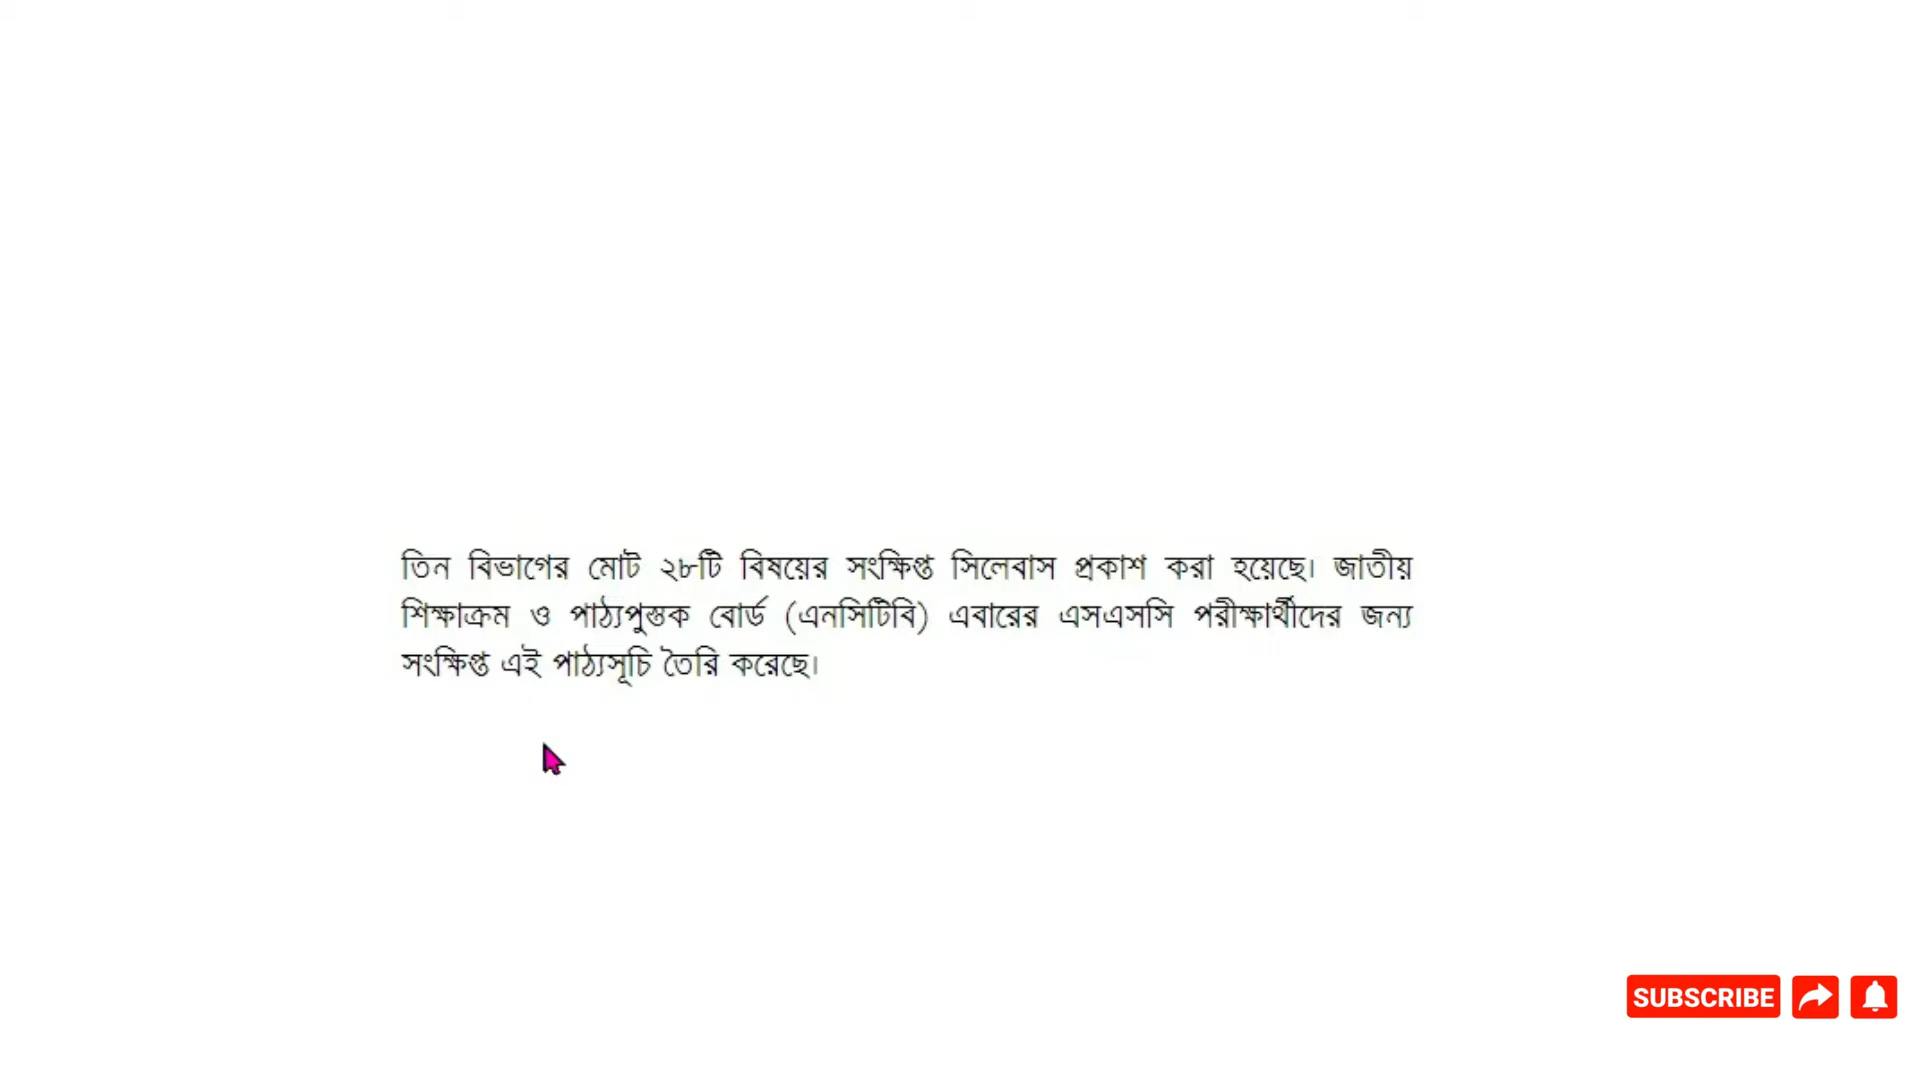 তিন বিভাগের মোট ২৮টি বিষয়ের সংক্ষিপ্ত সিলেবাস প্রকাশ করা হয়েছে। জাতীয়
শিক্ষাক্রম ও পাঠ্যপুস্তক বোর্ড (এনসিটিবি) এবারের এসএসসি পরীক্ষার্থীদের জন্য
সংক্ষিপ্ত এই পাঠ্যসূচি তৈরি করেছে।
SUBSCRIBE